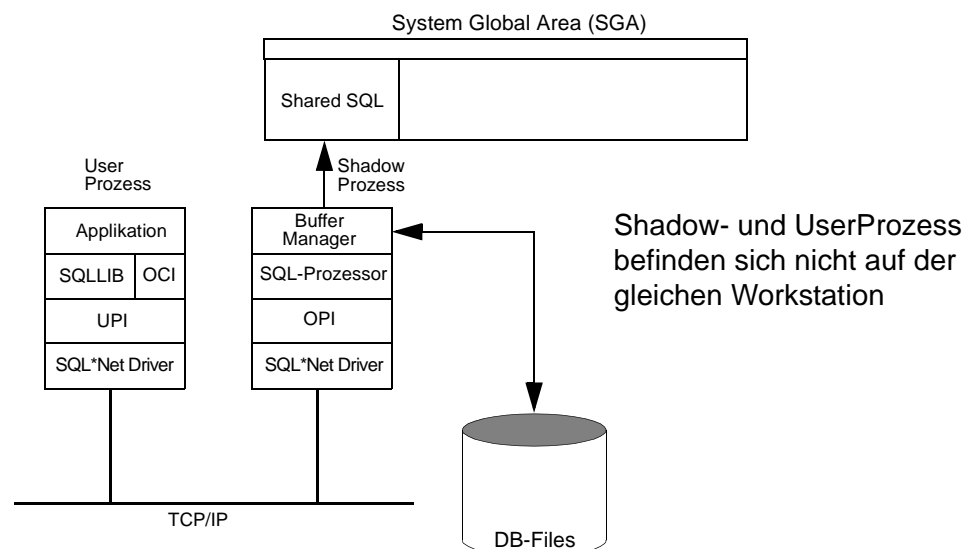 System Global Area (SGA)
Shared SQL
User
Prozess
Shadow
Prozess
Applikation
SQLLIB
OCI
UPI
SQL*Net Driver
Buffer
Manager
SQL-Prozessor
OPI
SQL*Net Driver
Shadow- und UserProzess
befinden sich nicht auf der
gleichen Workstation
TCP/IP
DB-Files